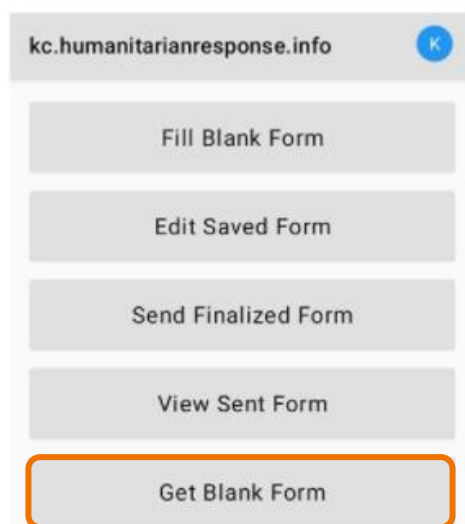 kc.humanitarianresponse.info K
Fill Blank Form
Edit Saved Form
Send Finalized Form
View Sent Form
Get Blank Form